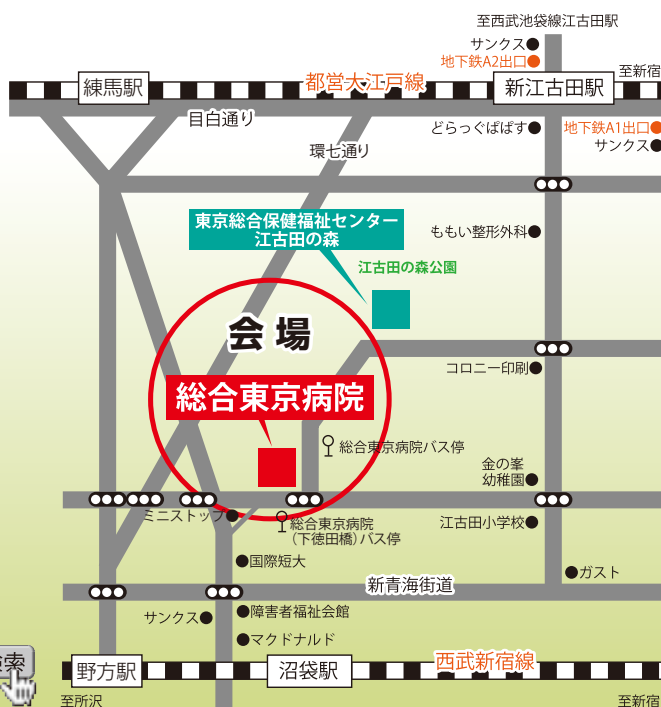 至西武池袋線江古田駅
サンクス
地下鉄A2出口
都営大江戸線
至新宿
練馬駅
新江古田駅
目白通り
どらっぐぱぱす
地下鉄A1出口
サンクス
環七通り
東京総合保健福祉センター
江古田の森
ももい整形外科
江古田の森公園
会場
コロニー印刷
総合東京病院
総合東京病院バス停
金の峯
幼稚園
ミニストップ
総合東京病院
（下徳田橋）バス停
江古田小学校
国際短大
ガスト
新青海街道
サンクス
障害者福祉会館
マクドナルド
西武新宿線
検索
野方駅
沼袋駅
至所沢
至新宿